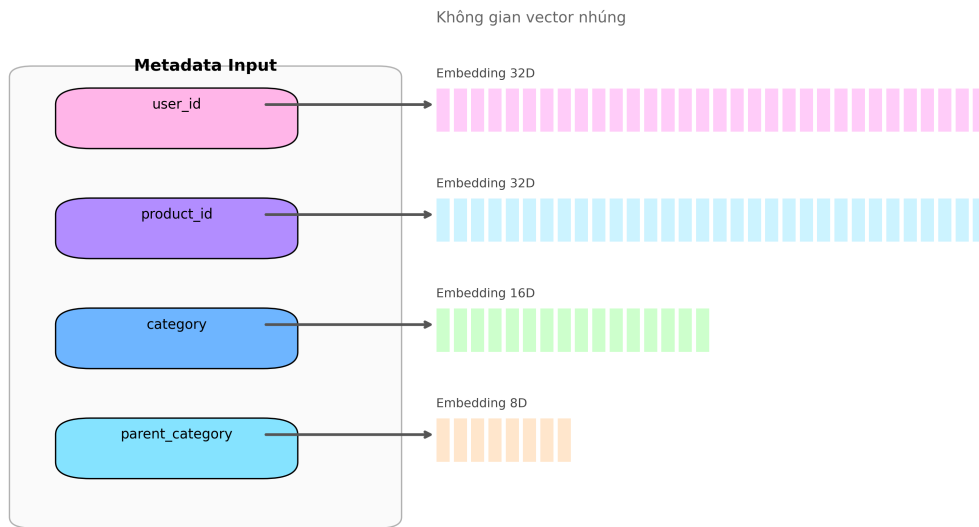 Không gian vector nhúng
Metadata Input
Embedding 32D
user_id
Embedding 32D
product_id
Embedding 16D
category
Embedding 8D
parent_category